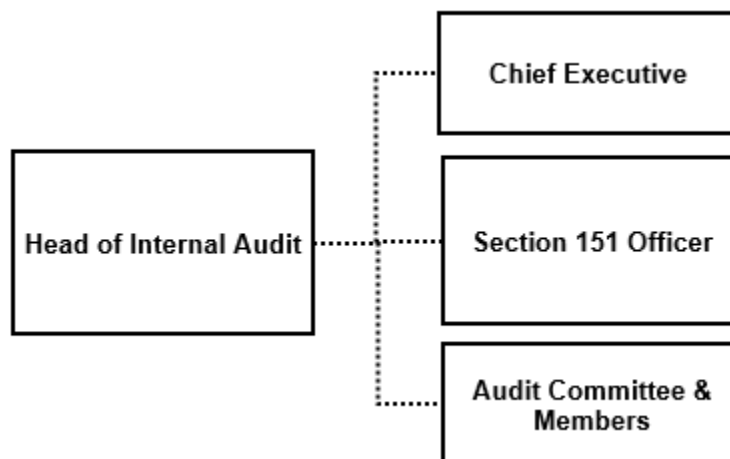 Chief Executive
Head of Internal Audit
Section 151 Officer
Audit Committee &
Members